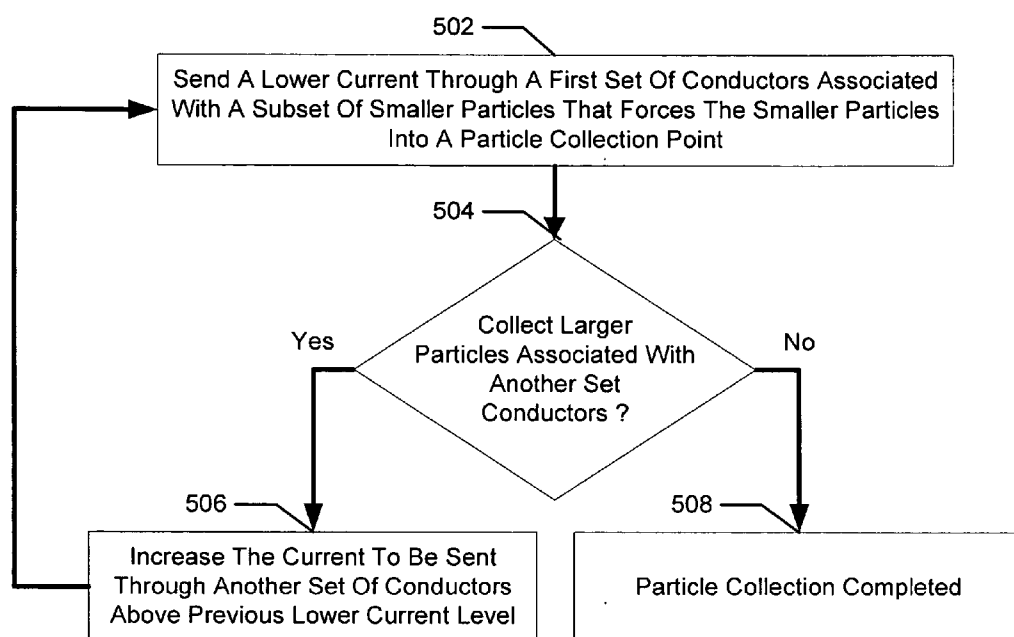 502
Send A Lower Current Through A First Set Of Conductors Associated
With A Subset Of Smaller Particles That Forces The Smaller Particles
Into A Particle Collection Point
504
Collect Larger
Particles Associated With
Another Set
Conductors ?
Yes
No
506
Increase The Current To Be Sent
Through Another Set Of Conductors
Above Previous Lower Current Level
508
Particle Collection Completed